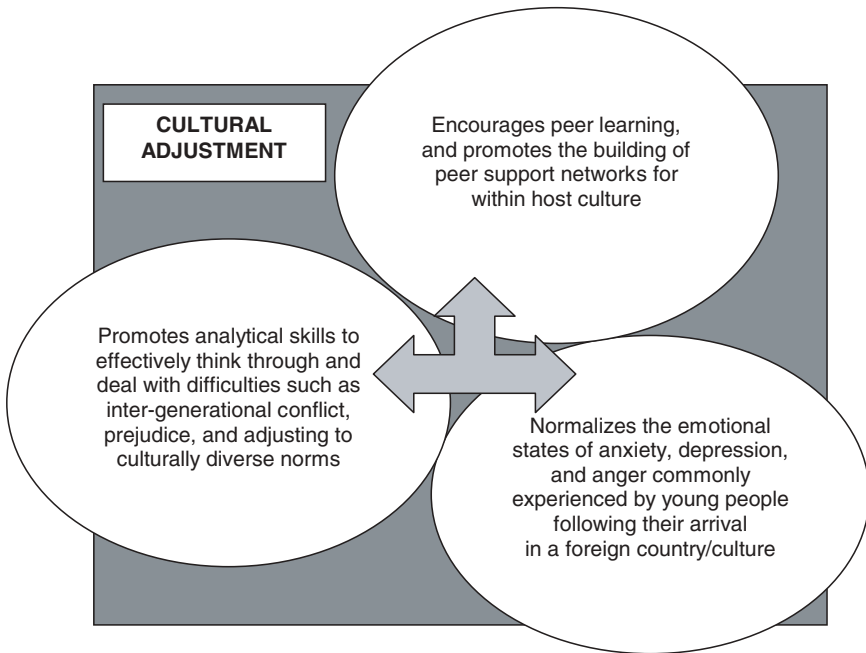 CULTURAL
ADJUSTMENT
Encourages peer learning,
and promotes the building of
peer support networks for
within host culture
Promotes analytical skills to
effectively think through and
deal with difficulties such as
inter-generational conflict,
prejudice, and adjusting to
culturally diverse norms
Normalizes the emotional
states of anxiety, depression,
and anger commonly
experienced by young people
following their arrival
in a foreign country/culture